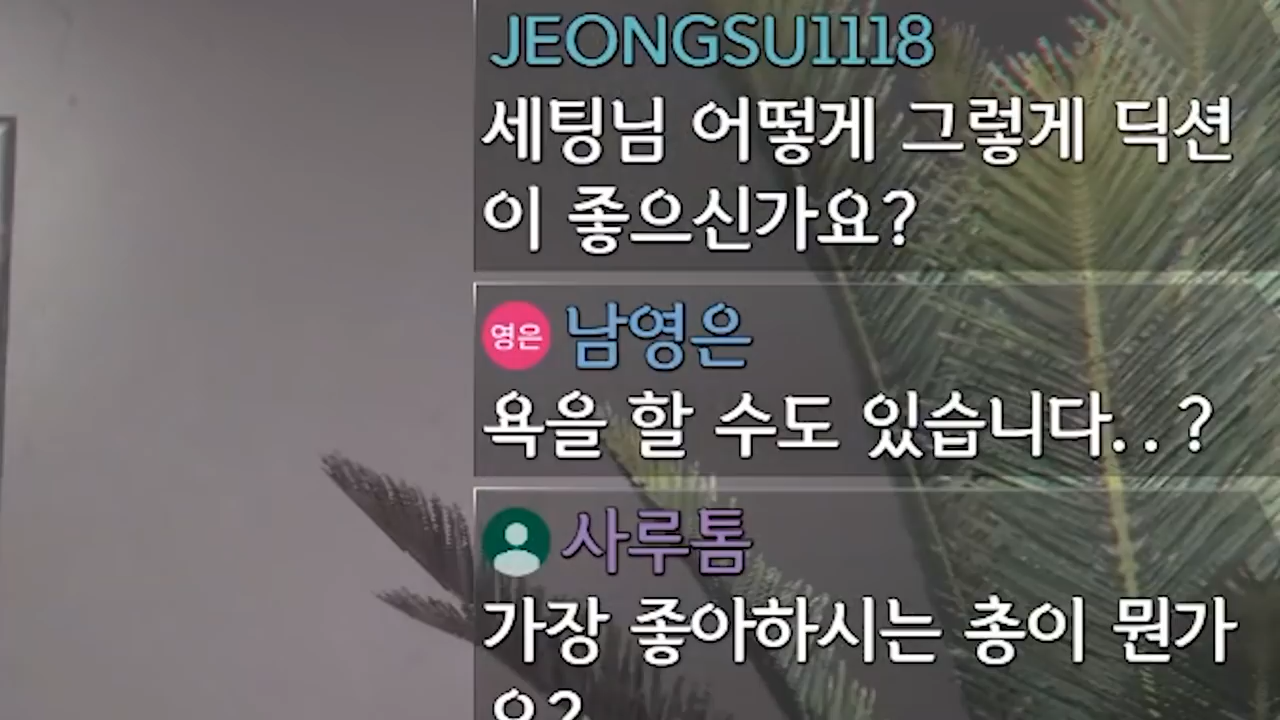 JEONGSU1118
세팅님 어떻게 그렇게 딕션
이 좋으신가요?
영은 남영은
욕을 할 수도 있습니다. . ?
사루톰
가장 좋아하시는 총이 뭔가
요?